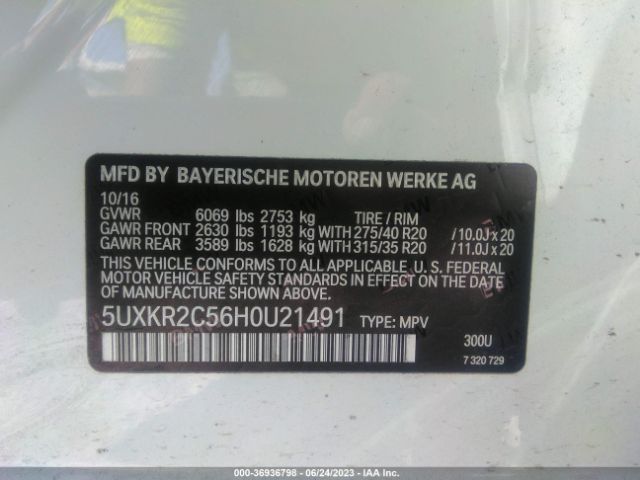 MFD BY BAYERISCHE MOTOREN WERKE AG
10/16
GVWR 6069 lbs 2753 kg TIRE / RIM
GAWR FRONT 2630 lbs 1193 kg WITH 275/40 R20 / 10.0J x 20
GAWR REAR 3589 lbs 1628 kg WITH 315/35 R20 / 11.0J x 20
THIS VEHICLE CONFORMS TO ALL APPLICABLE, U. S. FEDERAL
MOTOR VEHICLE SAFETY STANDARDS IN EFFECT ON THE DATE
OF MANUFACTURE SHOWN ABOVE.
5UXKR2C56H0U21491 TYPE: MPV
300U
7 320 729
000-36936798 - 06/24/2023 - IAA Inc.